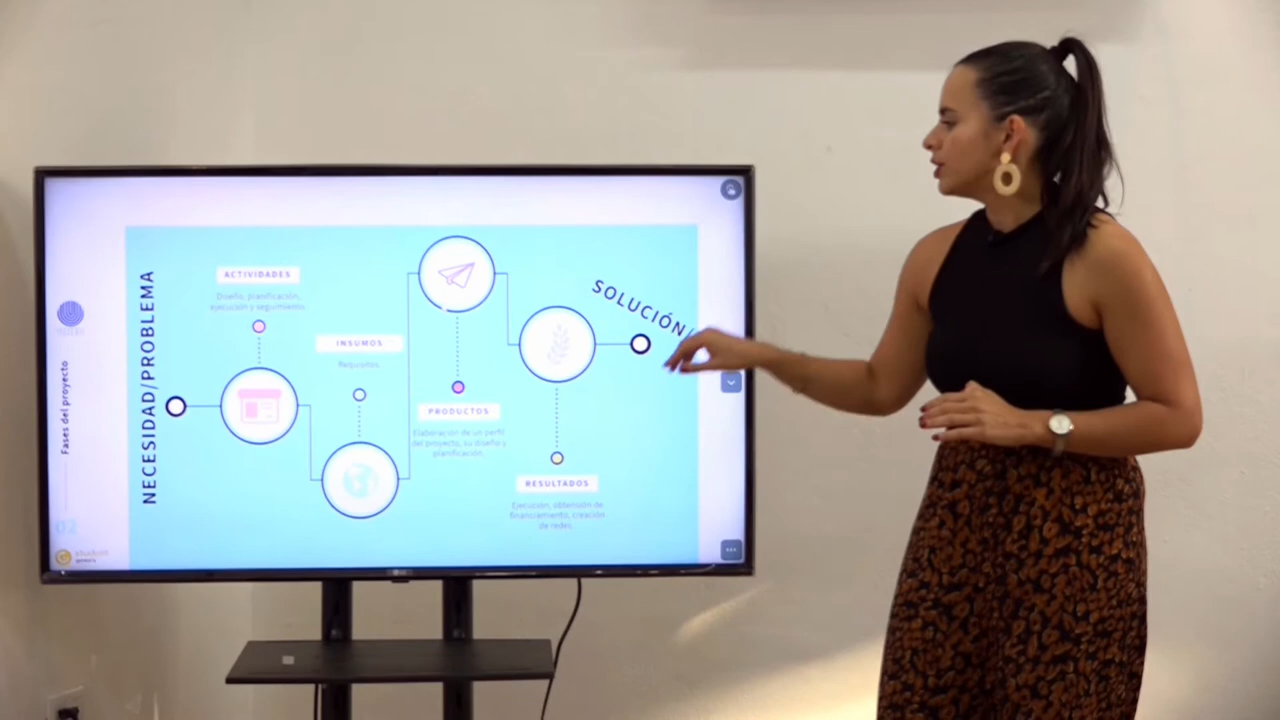 NECESIDAD/PROBLEMA
ACTIVIDADES
Diseño, planificación,
ejecución y seguimiento.
INSUMOS
Requisitos.
PRODUCTOS
Elaboración de un perfil
del proyecto, su diseño y
planificación.
RESULTADOS
Ejecución, obtención de
financiamiento, creación
de redes.
SOLUCIÓN/
Fases del proyecto
02